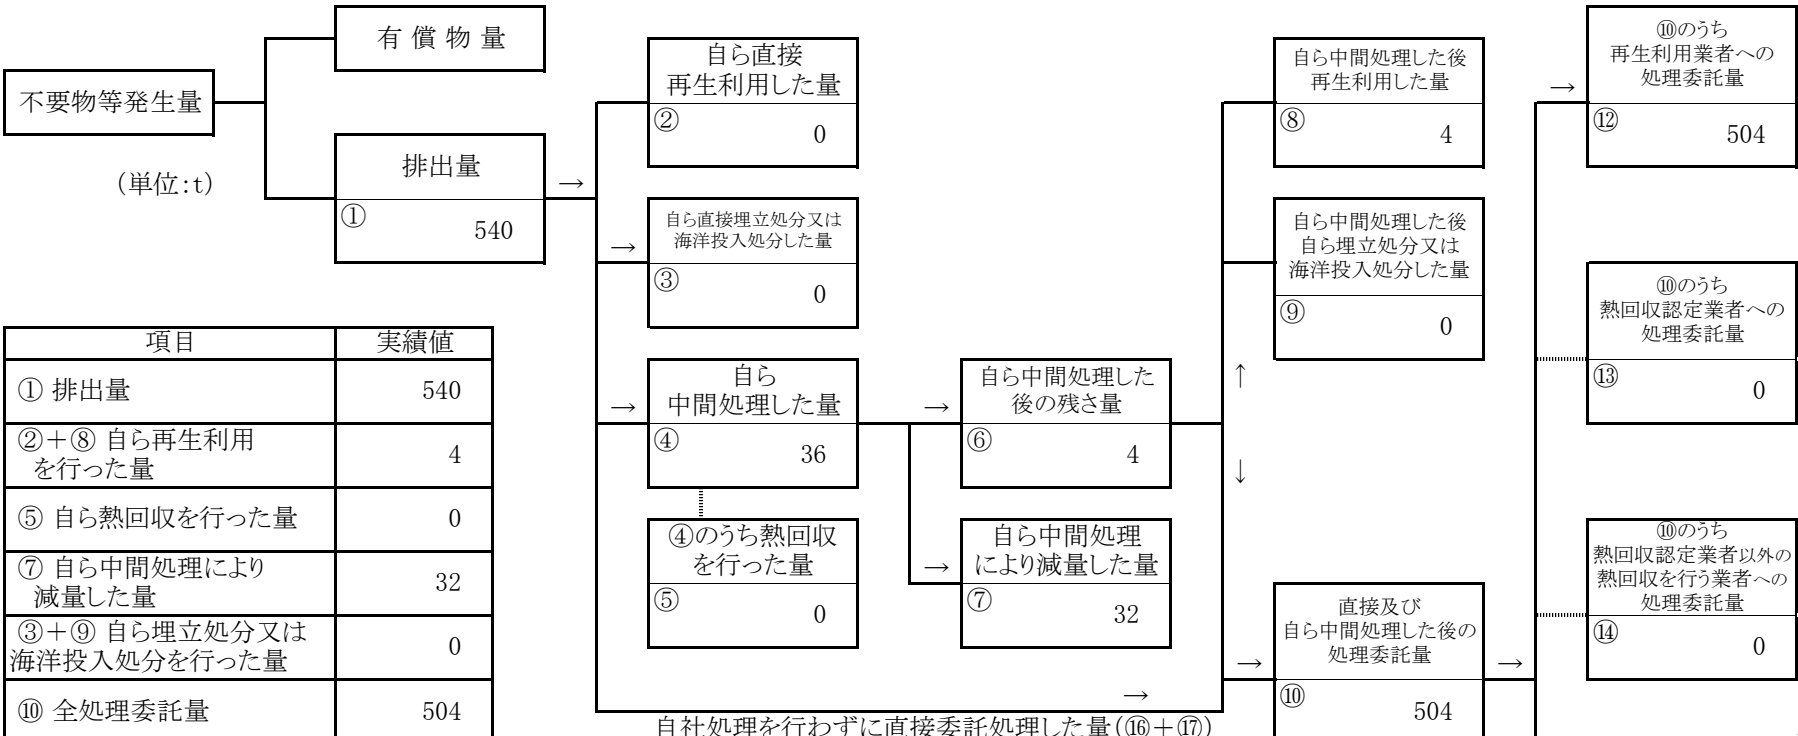 有 償 物 量
不要物等発生量
(単位:t)
排出量
→
①
540
自ら直接
再生利用した量
②
0
→
自ら直接埋立処分又は
海洋投入処分した量
③
0
→
自ら
中間処理した量
④
36
④のうち熱回収
を行った量
⑤
0
→
自ら中間処理した
後の残さ量
⑥
4
→
自ら中間処理
により減量した量
⑦
32
自ら中間処理した後
再生利用した量
⑧
4
自ら中間処理した後
自ら埋立処分又は
海洋投入処分した量
⑨
0
↑
↓
→
自社処理を行わずに直接委託処理した量(⑯+⑰)
→
直接及び
自ら中間処理した後の
処理委託量
⑩
504
→
→
⑩のうち
再生利用業者への
処理委託量
⑫
504
⑩のうち
熱回収認定業者への
処理委託量
⑬
0
⑩のうち
熱回収認定業者以外の
熱回収を行う業者への
処理委託量
⑭
0
項目 実績値
① 排出量 540
②+⑧ 自ら再生利用
を行った量 4
⑤ 自ら熱回収を行った量 0
⑦ 自ら中間処理により
減量した量 32
③+⑨ 自ら埋立処分又は
海洋投入処分を行った量 0
⑩ 全処理委託量 504